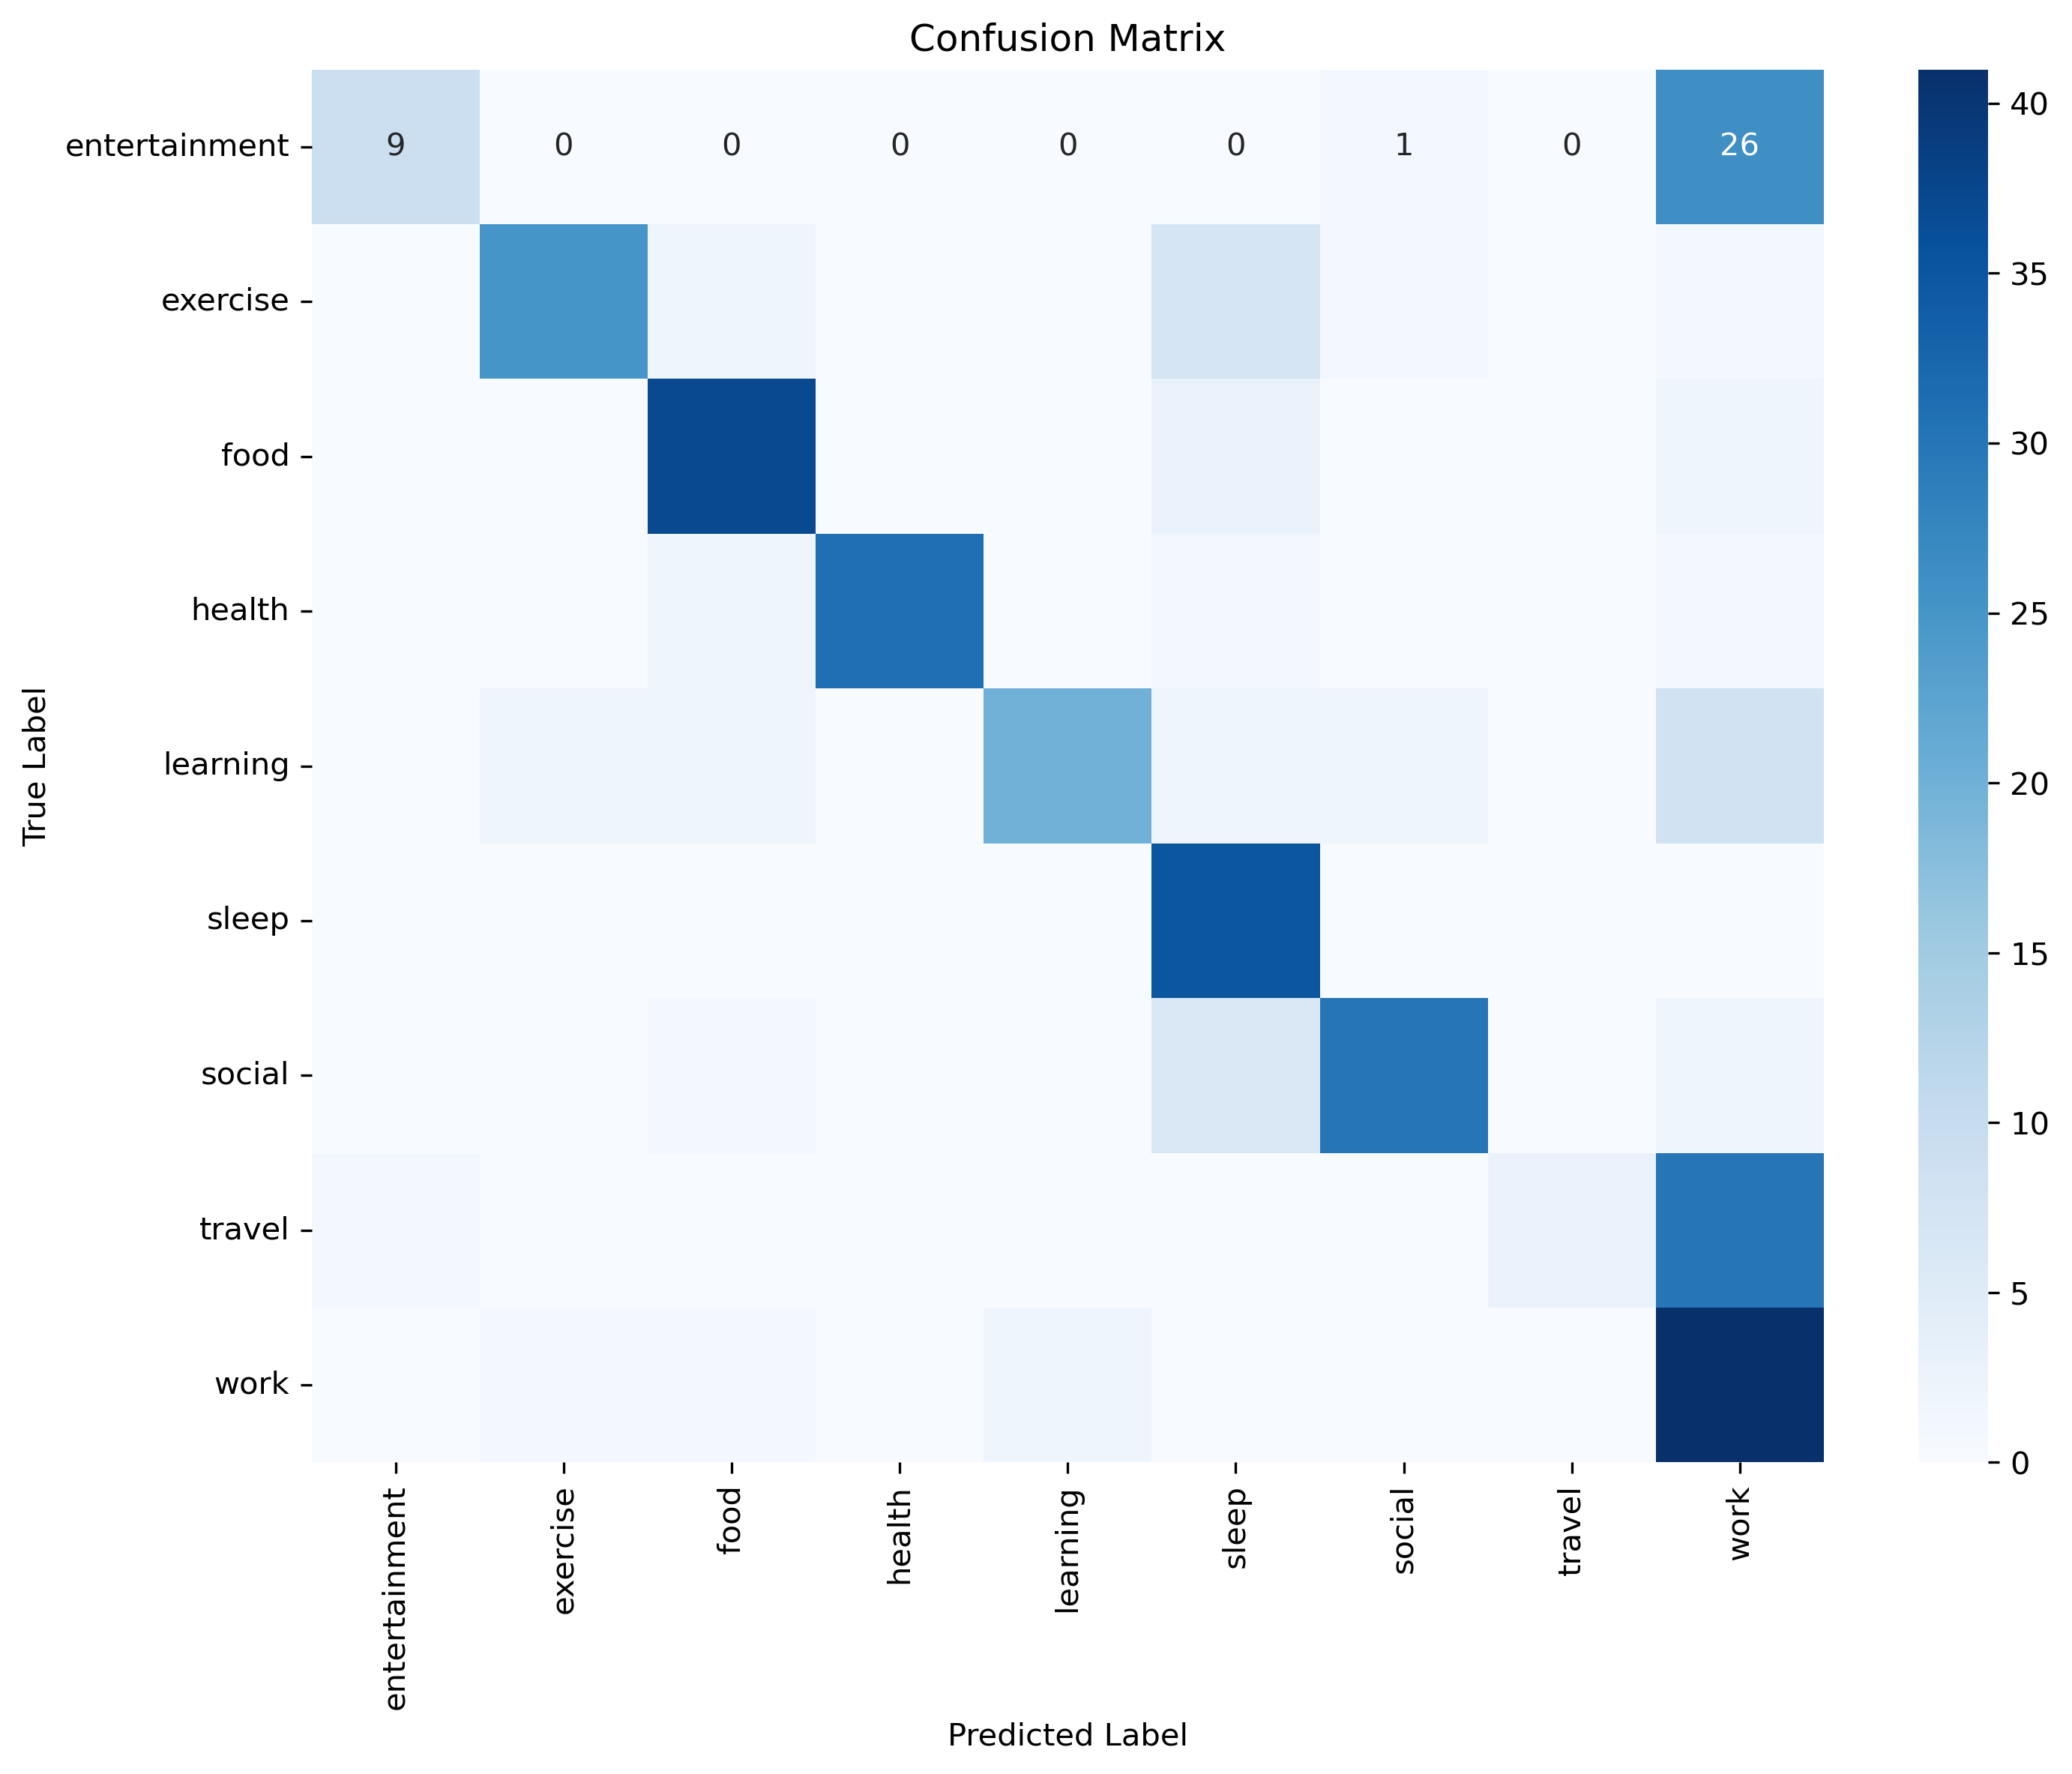 Confusion Matrix
entertainment 9 0 0 0 0 0 1 0 26
exercise
food
health
learning
sleep
social
travel
work
True Label
entertainment
exercise
food
health
learning
sleep
social
travel
work
Predicted Label
40
35
30
25
20
15
10
5
0